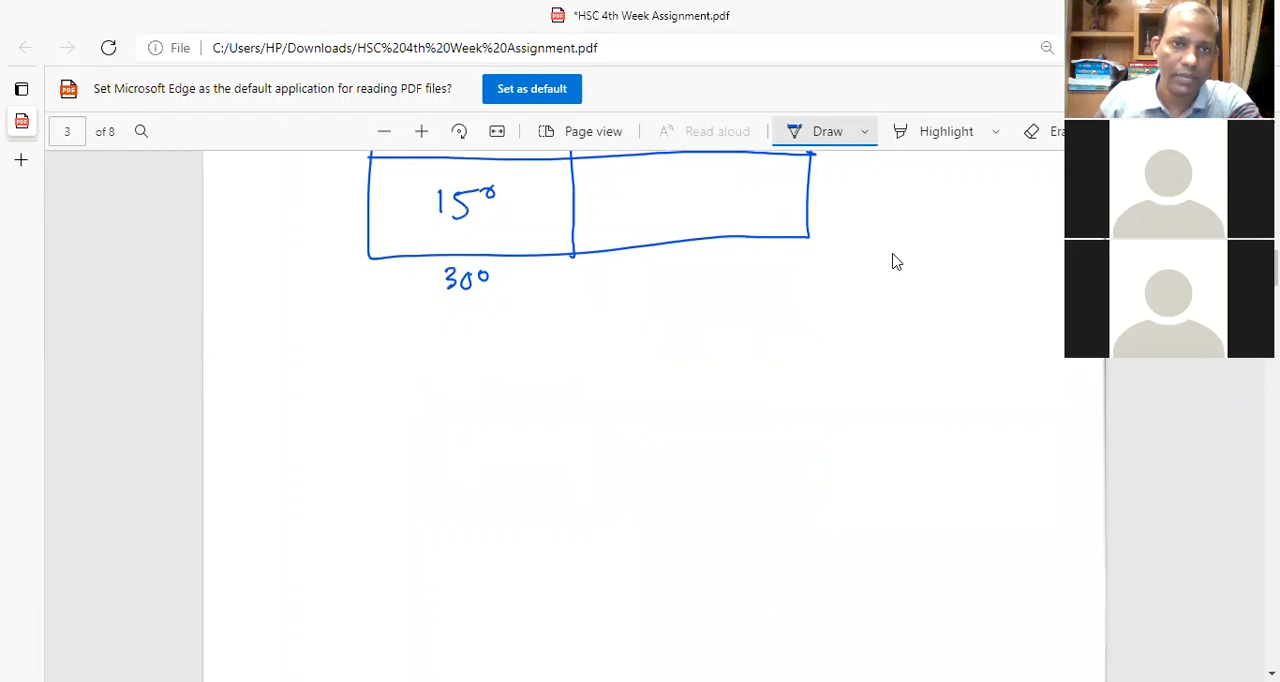 *HSC 4th Week Assignment.pdf
File C:/Users/HP/Downloads/HSC%204th%20Week%20Assignment.pdf
Set Microsoft Edge as the default application for reading PDF files? Set as default
3 of 8 Page view Read aloud Draw Highlight Era
15°
30°